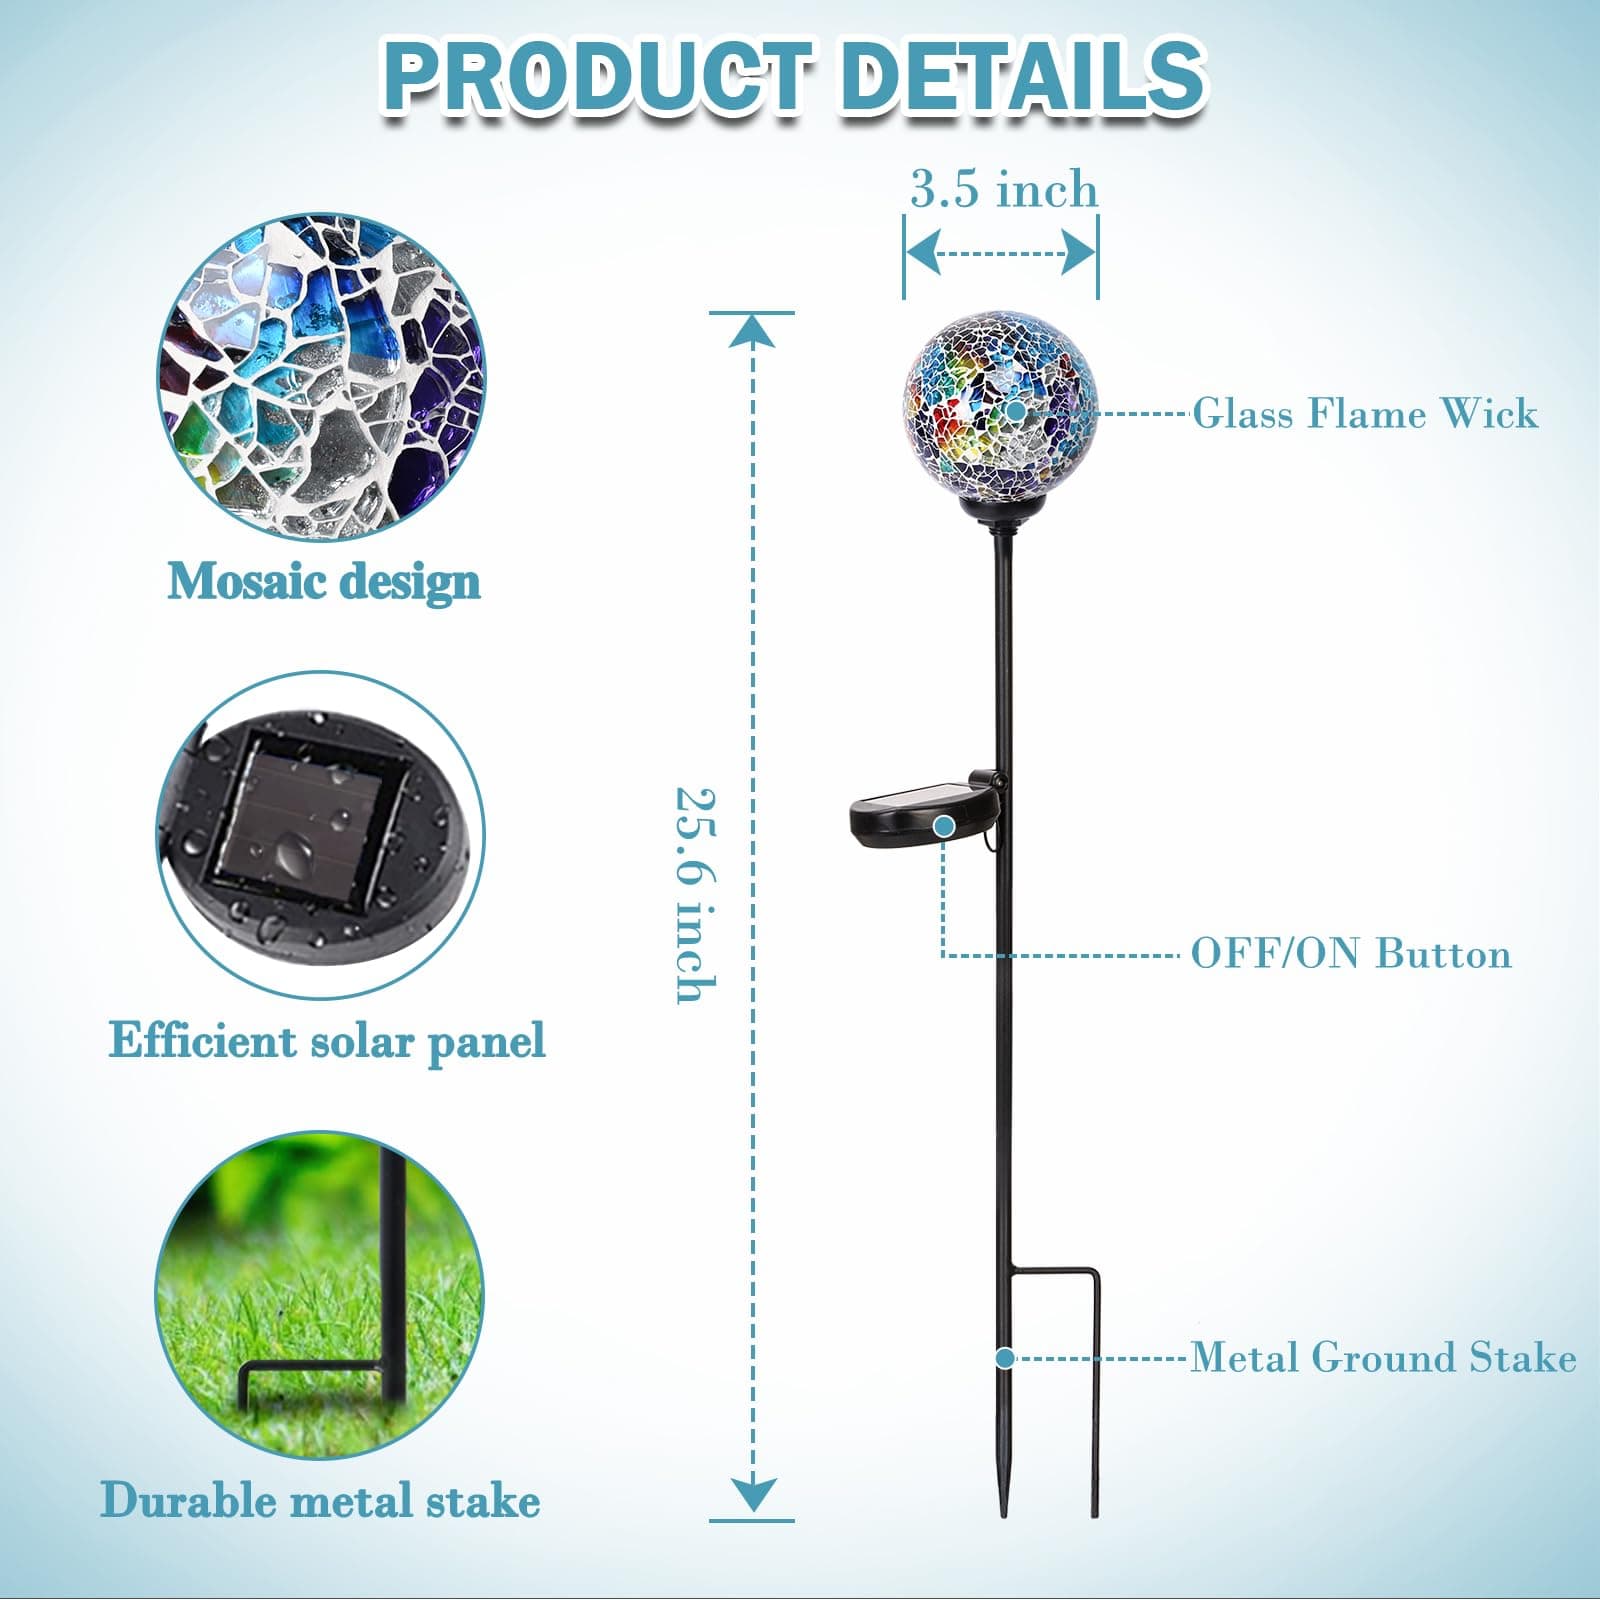 PRODUCT DETAILS
3.5 inch
Glass Flame Wick
Mosaic design
25.6 inch
OFF/ON Button
Efficient solar panel
Metal Ground Stake
Durable metal stake